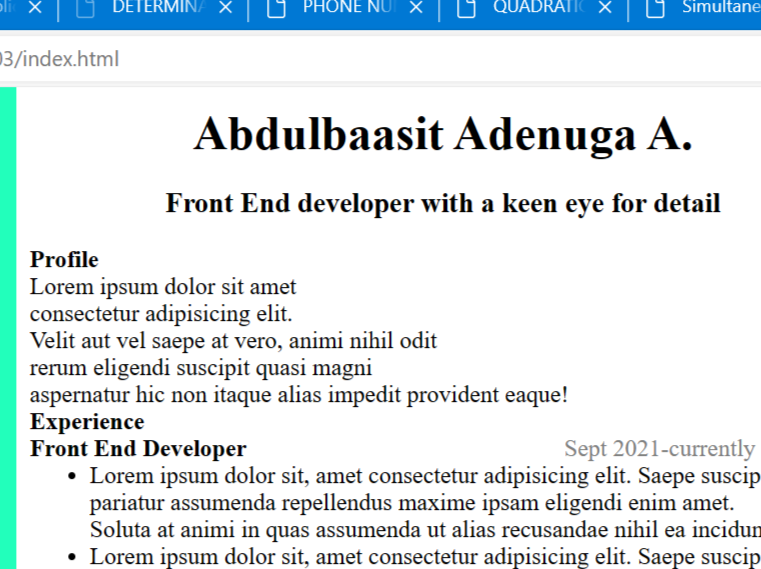 DETERMINA
PHONE NU
QUADRATIC
Simultane
03/index.html
Abdulbaasit Adenuga A.
Front End developer with a keen eye for detail
Profile
Lorem ipsum dolor sit amet
consectetur adipisicing elit.
Velit aut vel saepe at vero, animi nihil odit
rerum eligendi suscipit quasi magni
aspernatur hic non itaque alias impedit provident eaque!
Experience
Front End Developer Sept 2021-currently
• Lorem ipsum dolor sit, amet consectetur adipisicing elit. Saepe suscip
pariatur assumenda repellendus maxime ipsam eligendi enim amet.
Soluta at animi in quas assumenda ut alias recusandae nihil ea incidun
• Lorem ipsum dolor sit, amet consectetur adipisicing elit. Saepe suscip